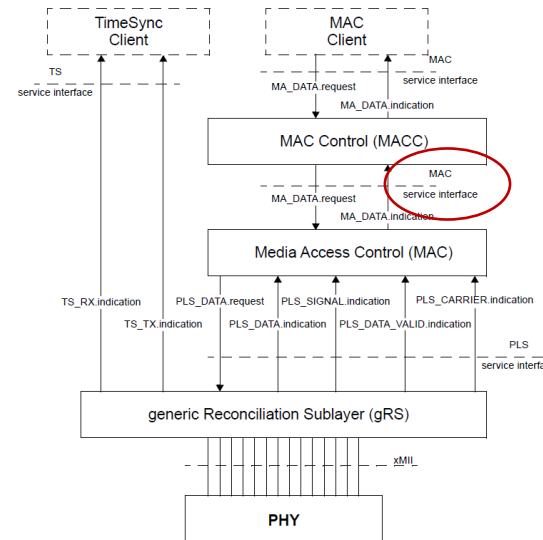 TimeSync
Client
MAC
Client
TS
service interface
MAC
service interface
MA_DATA.request
MA_DATA.indication
MAC Control (MACC)
MAC
service interface
MA_DATA.request
MA_DATA.indication
Media Access Control (MAC)
TS_RX.indication
PLS_DATA.request
PLS_SIGNAL.indication
PLS_CARRIER.indication
TS_TX.indication
PLS_DATA.indication
PLS_DATA_VALID.indication
PLS
service interfa
generic Reconciliation Sublayer (gRS)
xMII
PHY